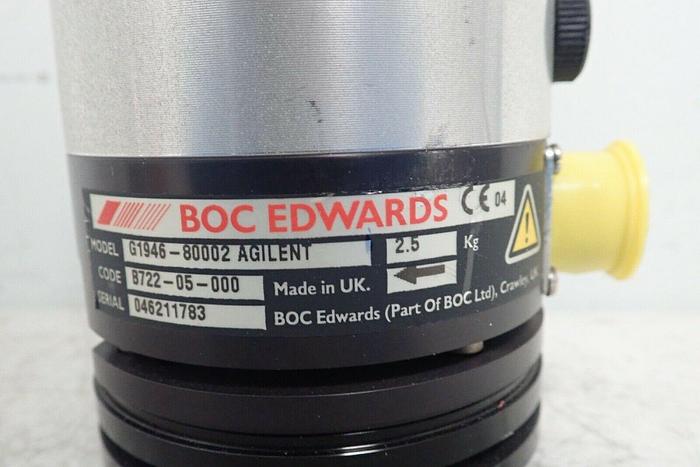 BOC EDWARDS CE 04
MODEL G1946-80002 AGILENT 2.5 Kg
CODE B722-05-000 Made in UK.
SERIAL 046211783 BOC Edwards (Part Of BOC Ltd), Crawley, UK